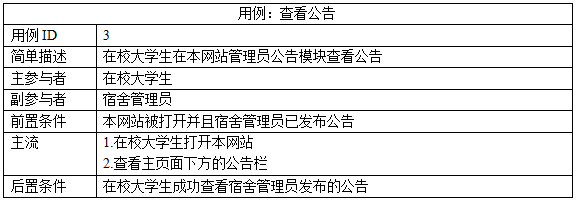 用例：查看公告
用例 ID 3
简单描述 在校大学生在本网站管理员公告模块查看公告
主参与者 在校大学生
副参与者 宿舍管理员
前置条件 本网站被打开并且宿舍管理员已发布公告
主流 1.在校大学生打开本网站
2.查看主页面下方的公告栏
后置条件 在校大学生成功查看宿舍管理员发布的公告